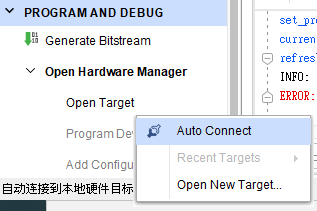 PROGRAM AND DEBUG
Generate Bitstream
Open Hardware Manager
Open Target
Program Dev
Add Configu
自动连接到本地硬件目标
Auto Connect
Recent Targets
Open New Target...
set_pro
curren
refres
INFO:
ERROR: